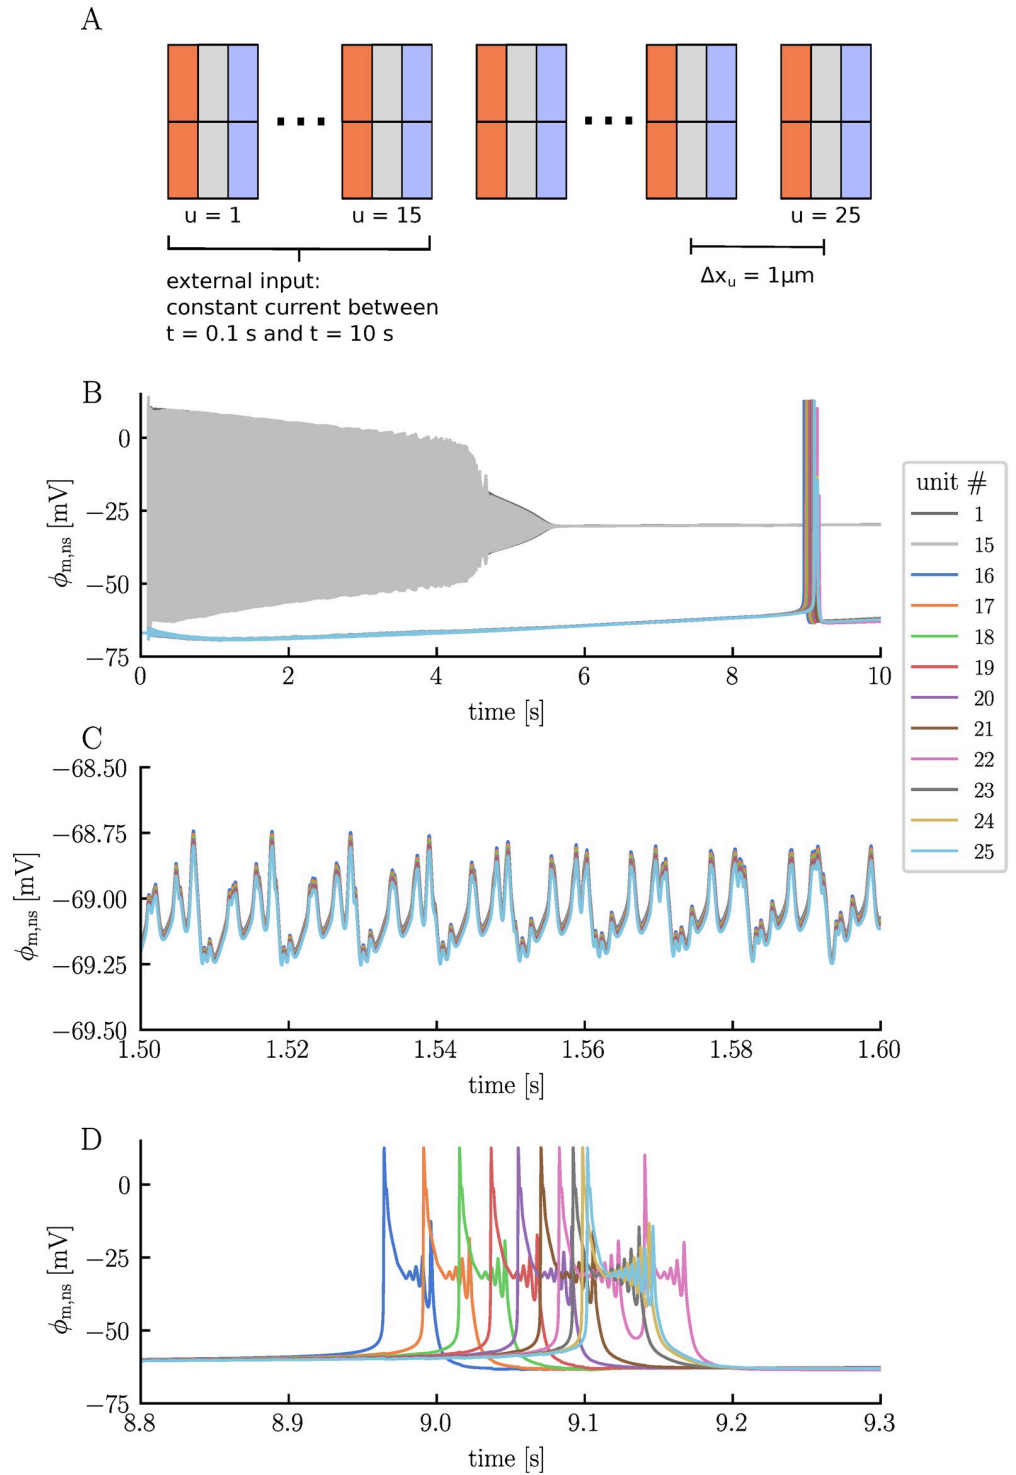 A
u = 1
u = 15
u = 25
external input:
constant current between
t = 0.1 s and t = 10 s
Δxᵤ = 1μm
B
0
−25
−50
−75
ϕm,ns [mV]
0 2 4 6 8 10
time [s]
unit #
1
15
16
17
18
19
20
21
22
23
24
25
C
−68.50
−68.75
−69.00
−69.25
−69.50
ϕm,ns [mV]
1.50 1.52 1.54 1.56 1.58 1.60
time [s]
D
0
−25
−50
−75
ϕm,ns [mV]
8.8 8.9 9.0 9.1 9.2 9.3
time [s]